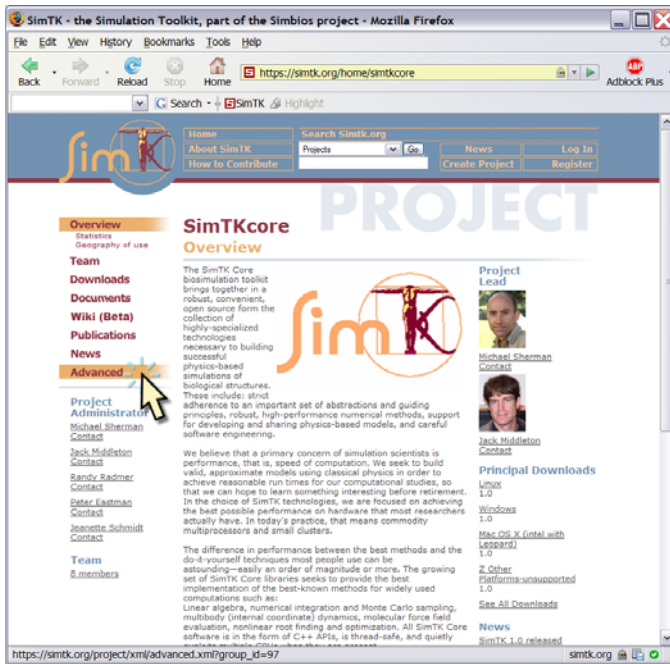 SimTK - the Simulation Toolkit, part of the Simbios project - Mozilla Firefox
File Edit View History Bookmarks Tools Help
Back Forward Reload Stop Home https://simtk.org/home/simtkcore Adblock Plus
Search SimTK Highlight
SimTK
Home
About SimTK
How to Contribute
Search Simtk.org
Projects Go
News Log In
Create Project Register
PROJECT
Overview
Statistics
Geography of use
Team
Downloads
Documents
Wiki (Beta)
Publications
News
Advanced
Project
Administrator
Michael Sherman
Contact
Jack Middleton
Contact
Randy Radmer
Contact
Peter Eastman
Contact
Jeanette Schmidt
Contact
Team
8 members
SimTKcore
Overview
The SimTK Core
biosimulation toolkit
brings together in a
robust, convenient,
open source form the
collection of
highly-specialized
technologies
necessary to building
successful
physics-based
simulations of
biological structures.
These include: strict
adherence to an important set of abstractions and guiding
principles, robust, high-performance numerical methods, support
for developing and sharing physics-based models, and careful
software engineering.
SimTK
We believe that a primary concern of simulation scientists is
performance, that is, speed of computation. We seek to build
valid, approximate models using classical physics in order to
achieve reasonable run times for our computational studies, so
that we can hope to learn something interesting before retirement.
In the choice of SimTK technologies, we are focused on achieving
the best possible performance on hardware that most researchers
actually have. In today's practice, that means commodity
multiprocessors and small clusters.
The difference in performance between the best methods and the
do-it-yourself techniques most people use can be
astounding—easily an order of magnitude or more. The growing
set of SimTK Core libraries seeks to provide the best
implementation of the best-known methods for widely used
computations such as:
Linear algebra, numerical integration and Monte Carlo sampling,
multibody (internal coordinate) dynamics, molecular force field
evaluation, nonlinear root finding and optimization. All SimTK Core
software is in the form of C++ APIs, is thread-safe, and quietly
exploits multiple CPUs when they are present.
Project
Lead
Michael Sherman
Contact
Jack Middleton
Contact
Principal Downloads
Linux
1.0
Windows
1.0
Mac OS X (intel with
Leopard)
1.0
Z Other
Platforms-unsupported
1.0
See All Downloads
News
SimTK 1.0 released
https://simtk.org/project/xml/advanced.xml?group_id=97 simtk.org